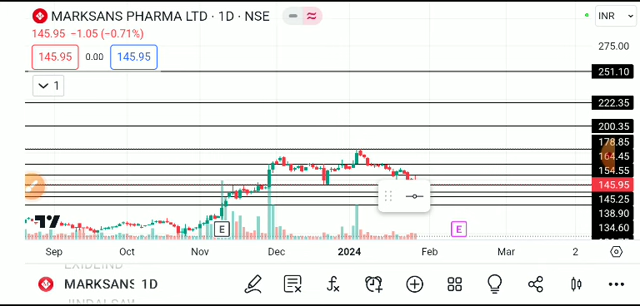 MARKSANS PHARMA LTD · 1D · NSE
INR
145.95 −1.05 (−0.71%)
145.95 0.00 145.95
1
275.00
251.10
222.35
200.35
178.85
164.45
154.55
145.95
145.25
138.90
134.60
E E
Sep Oct Nov Dec 2024 Feb Mar 2
MARKSANS 1D